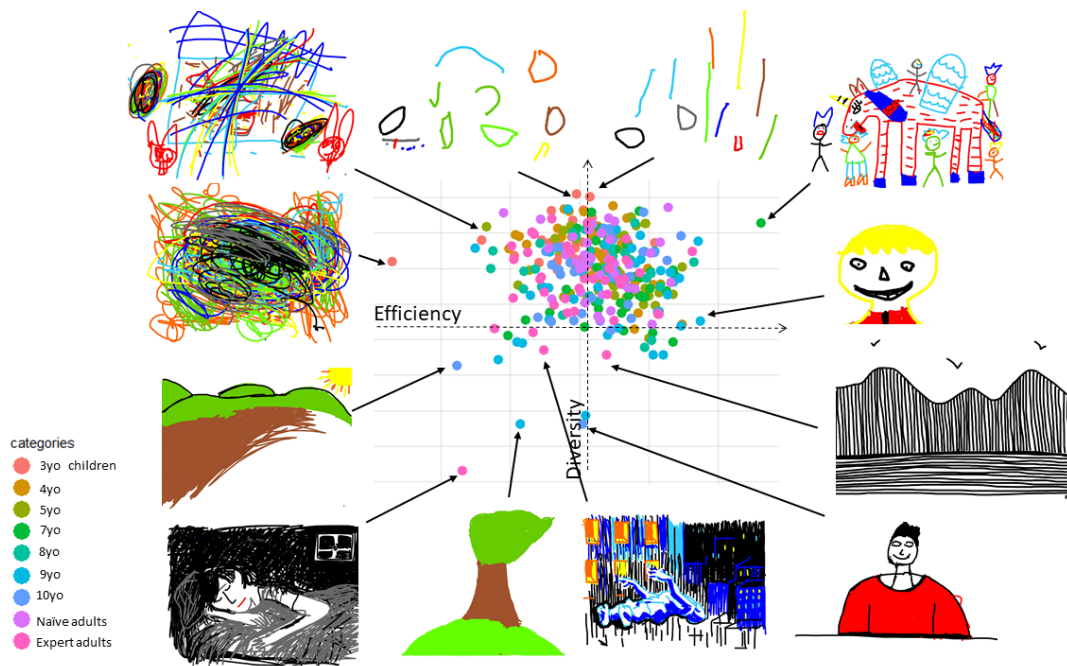 Efficiency
Diversity
categories
3yo children
4yo
5yo
7yo
8yo
9yo
10yo
Naïve adults
Expert adults